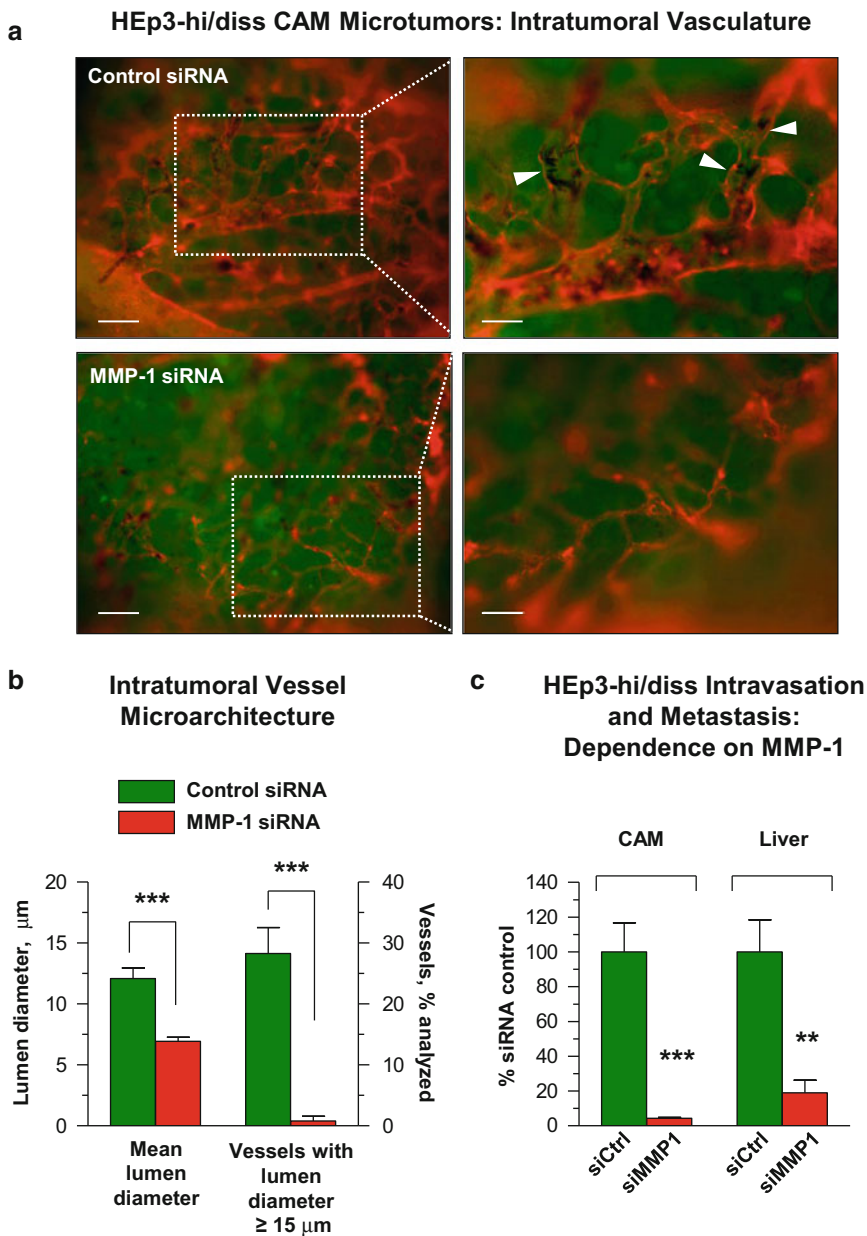 HEp3-hi/diss CAM Microtumors: Intratumoral Vasculature
a
Control siRNA
MMP-1 siRNA
b
Intratumoral Vessel
Microarchitecture
Control siRNA
MMP-1 siRNA
Lumen diameter, μm
20
15
10
5
0
***
***
40
30
20
10
0
Vessels, % analyzed
Mean
lumen
diameter
Vessels with
lumen
diameter
≥ 15 μm
c
HEp3-hi/diss Intravasation
and Metastasis:
Dependence on MMP-1
CAM
Liver
% siRNA control
140
120
100
80
60
40
20
0
***
**
siCtrl
siMMP1
siCtrl
siMMP1